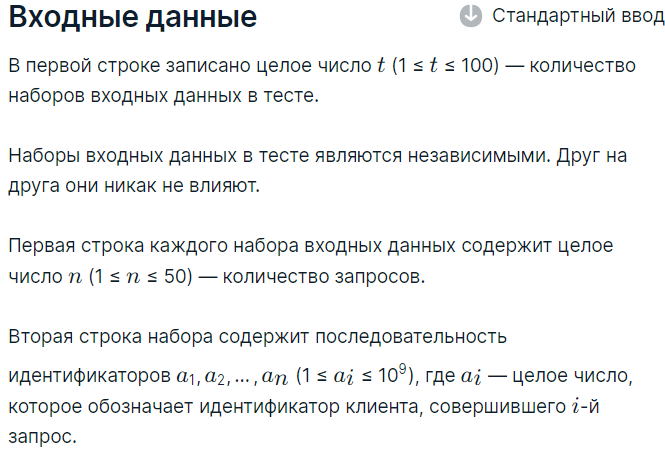 Входные данные
Стандартный ввод
В первой строке записано целое число t (1 ≤ t ≤ 100) — количество
наборов входных данных в тесте.
Наборы входных данных в тесте являются независимыми. Друг на
друга они никак не влияют.
Первая строка каждого набора входных данных содержит целое
число n (1 ≤ n ≤ 50) — количество запросов.
Вторая строка набора содержит последовательность
идентификаторов a₁, a₂, ..., aₙ (1 ≤ aᵢ ≤ 10⁹), где aᵢ — целое число,
которое обозначает идентификатор клиента, совершившего i-й
запрос.